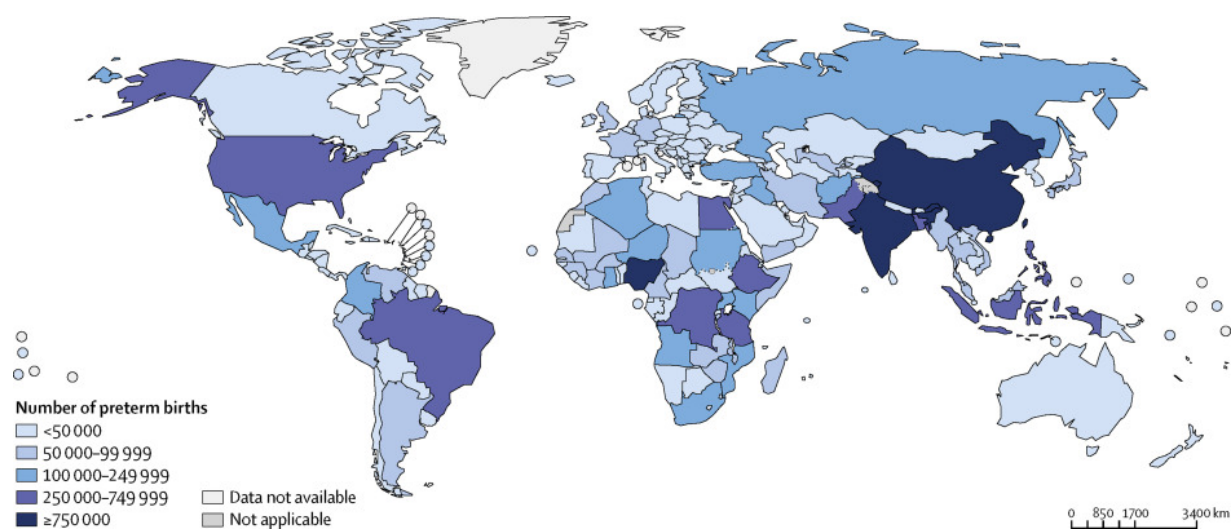 Number of preterm births
<50 000
50 000–99 999
100 000–249 999
250 000–749 999
≥750 000
Data not available
Not applicable
0 850 1700 3400 km